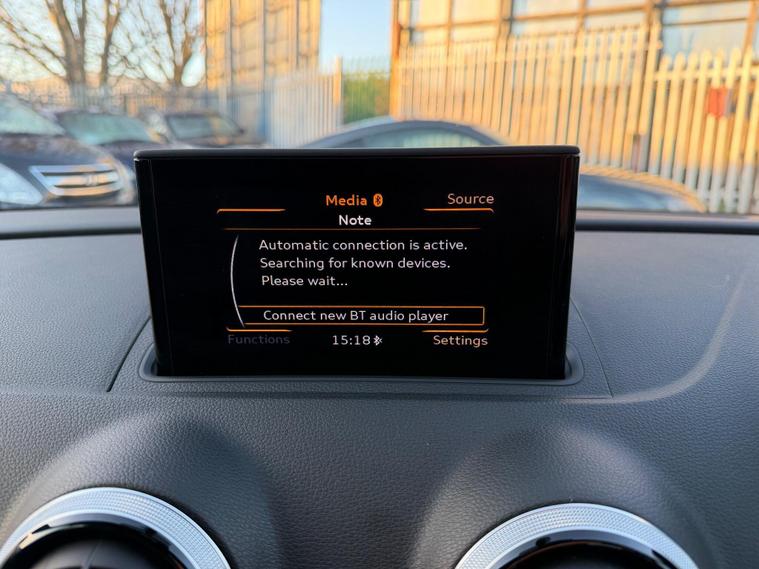 Media
Source
Note
Automatic connection is active.
Searching for known devices.
Please wait...
Connect new BT audio player
Functions
15:18
Settings